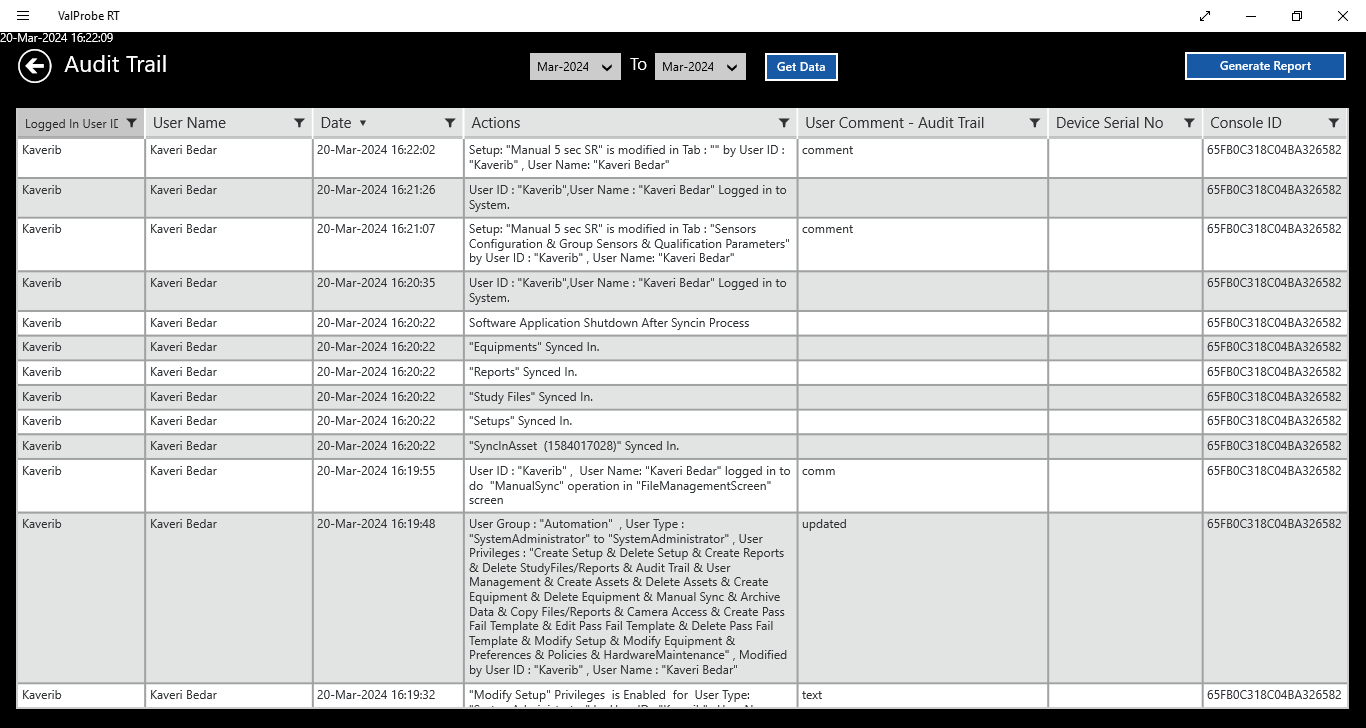 ValProbe RT
20-Mar-2024 16:22:09
Audit Trail
Mar-2024 To Mar-2024 Get Data Generate Report
Logged In User ID User Name Date Actions User Comment - Audit Trail Device Serial No Console ID
Kaverib Kaveri Bedar 20-Mar-2024 16:22:02 Setup: "Manual 5 sec SR" is modified in Tab : "" by User ID : comment 65FB0C318C04BA326582
"Kaverib" , User Name: "Kaveri Bedar"
Kaverib Kaveri Bedar 20-Mar-2024 16:21:26 User ID : "Kaverib",User Name : "Kaveri Bedar" Logged in to 65FB0C318C04BA326582
System.
Kaverib Kaveri Bedar 20-Mar-2024 16:21:07 Setup: "Manual 5 sec SR" is modified in Tab : "Sensors comment 65FB0C318C04BA326582
Configuration & Group Sensors & Qualification Parameters"
by User ID : "Kaverib" , User Name: "Kaveri Bedar"
Kaverib Kaveri Bedar 20-Mar-2024 16:20:35 User ID : "Kaverib",User Name : "Kaveri Bedar" Logged in to 65FB0C318C04BA326582
System.
Kaverib Kaveri Bedar 20-Mar-2024 16:20:22 Software Application Shutdown After Syncin Process 65FB0C318C04BA326582
Kaverib Kaveri Bedar 20-Mar-2024 16:20:22 "Equipments" Synced In. 65FB0C318C04BA326582
Kaverib Kaveri Bedar 20-Mar-2024 16:20:22 "Reports" Synced In. 65FB0C318C04BA326582
Kaverib Kaveri Bedar 20-Mar-2024 16:20:22 "Study Files" Synced In. 65FB0C318C04BA326582
Kaverib Kaveri Bedar 20-Mar-2024 16:20:22 "Setups" Synced In. 65FB0C318C04BA326582
Kaverib Kaveri Bedar 20-Mar-2024 16:20:22 "SyncInAsset (1584017028)" Synced In. 65FB0C318C04BA326582
Kaverib Kaveri Bedar 20-Mar-2024 16:19:55 User ID : "Kaverib" , User Name: "Kaveri Bedar" logged in to comm 65FB0C318C04BA326582
do "ManualSync" operation in "FileManagementScreen"
screen
Kaverib Kaveri Bedar 20-Mar-2024 16:19:48 User Group : "Automation" , User Type : updated 65FB0C318C04BA326582
"SystemAdministrator" to "SystemAdministrator" , User
Privileges : "Create Setup & Delete Setup & Create Reports
& Delete StudyFiles/Reports & Audit Trail & User
Management & Create Assets & Delete Assets & Create
Equipment & Delete Equipment & Manual Sync & Archive
Data & Copy Files/Reports & Camera Access & Create Pass
Fail Template & Edit Pass Fail Template & Delete Pass Fail
Template & Modify Setup & Modify Equipment &
Preferences & Policies & HardwareMaintenance" , Modified
by User ID : "Kaverib" , User Name : "Kaveri Bedar"
Kaverib Kaveri Bedar 20-Mar-2024 16:19:32 "Modify Setup" Privileges is Enabled for User Type: text 65FB0C318C04BA326582